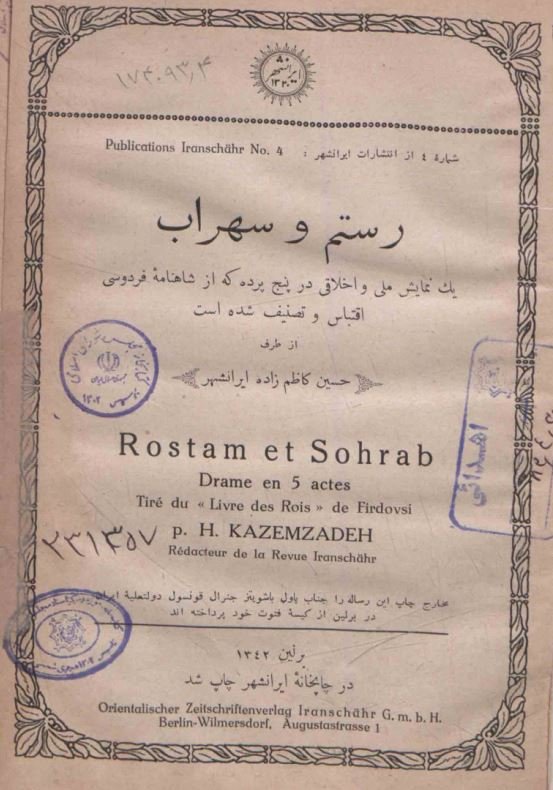 ایرانشهر
۱۳۴۰
۱۷۴۰۹۳٫۴
Publications Iranschähr No. 4
شمارهٔ ٤ از انتشارات ایرانشهر :
رستم و سهراب
یك نمایش ملی و اخلاقی در پنج پرده که از شاهنامهٔ فردوسی
اقتباس و تصنیف شده است
از طرف
حسین کاظم زاده ایرانشهر
Rostam et Sohrab
Drame en 5 actes
Tiré du « Livre des Rois » de Firdovsi
p. H. KAZEMZADEH
Rédacteur de la Revue Iranschähr
۲۳۱۳۵۷
اهدائی
مخارج چاپ این رساله را جناب پاول باشویتز جنرال قونسول دولتعلیهٔ ایران
در برلین از کیسهٔ فتوت خود پرداخته اند
برلین ۱۳۴۲
در چاپخانهٔ ایرانشهر چاپ شد
Orientalischer Zeitschriftenverlag Iranschähr G. m. b. H.
Berlin-Wilmersdorf, Augustastrasse 1